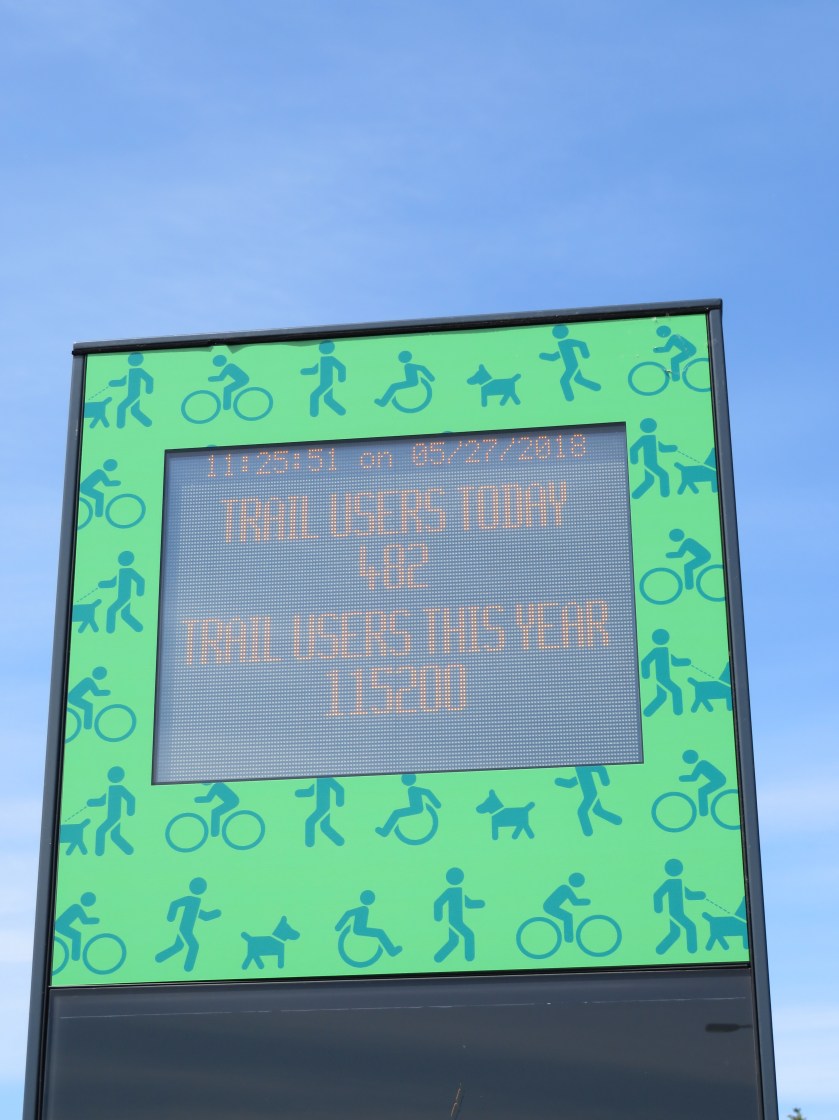 11:25:51 on 05/27/2018
TRAIL USERS TODAY
482
TRAIL USERS THIS YEAR
115200